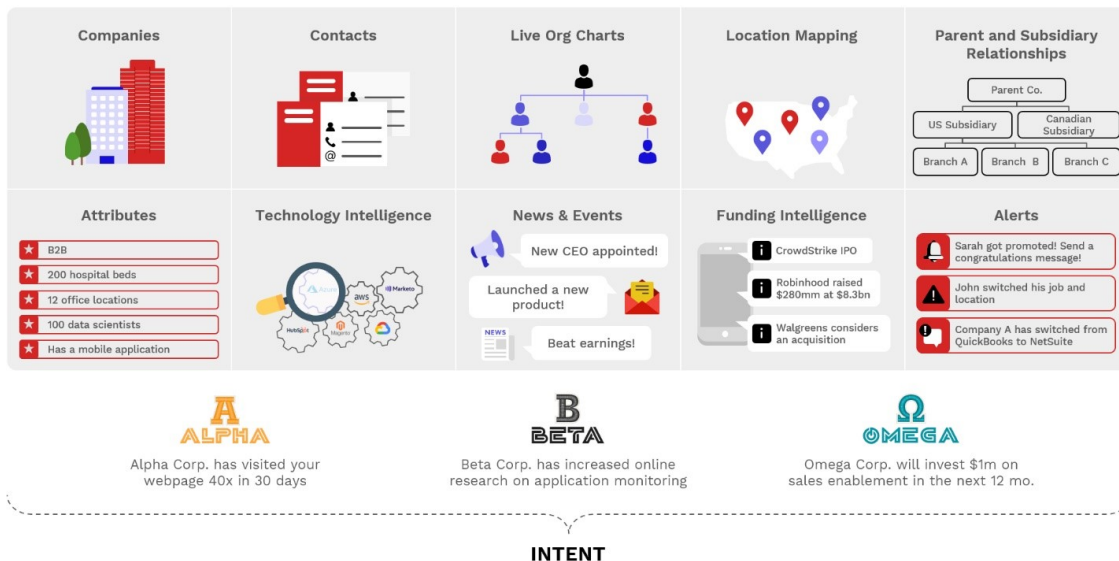 Companies
Contacts
Live Org Charts
Location Mapping
Parent and Subsidiary
Relationships
@
Parent Co.
US Subsidiary
Canadian
Subsidiary
Branch A
Branch B
Branch C
Attributes
B2B
200 hospital beds
12 office locations
100 data scientists
Has a mobile application
Technology Intelligence
Azure
aws
Marketo
HubSpot
Magento
News & Events
New CEO appointed!
Launched a new
product!
NEWS
Beat earnings!
Funding Intelligence
i
CrowdStrike IPO
i
Robinhood raised
$280mm at $8.3bn
i
Walgreens considers
an acquisition
Alerts
Sarah got promoted! Send a
congratulations message!
John switched his job and
location
Company A has switched from
QuickBooks to NetSuite
A
ALPHA
Alpha Corp. has visited your
webpage 40x in 30 days
B
BETA
Beta Corp. has increased online
research on application monitoring
Ω
OMEGA
Omega Corp. will invest $1m on
sales enablement in the next 12 mo.
INTENT